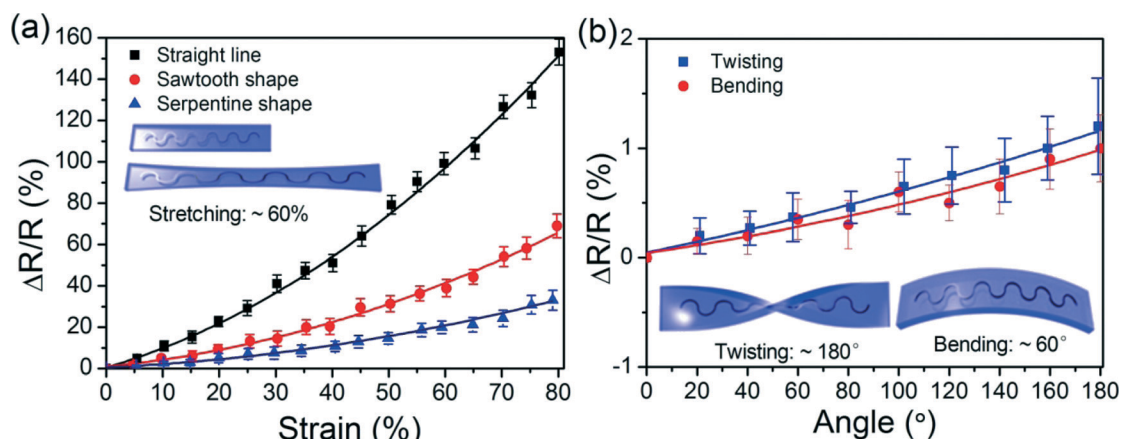 (a)
ΔR/R (%)
160
140
120
100
80
60
40
20
0
Straight line
Sawtooth shape
Serpentine shape
Stretching: ~ 60%
0 10 20 30 40 50 60 70 80
Strain (%)
(b)
ΔR/R (%)
2
1
0
-1
Twisting
Bending
Twisting: ~ 180°
Bending: ~ 60°
0 20 40 60 80 100 120 140 160 180
Angle (°)